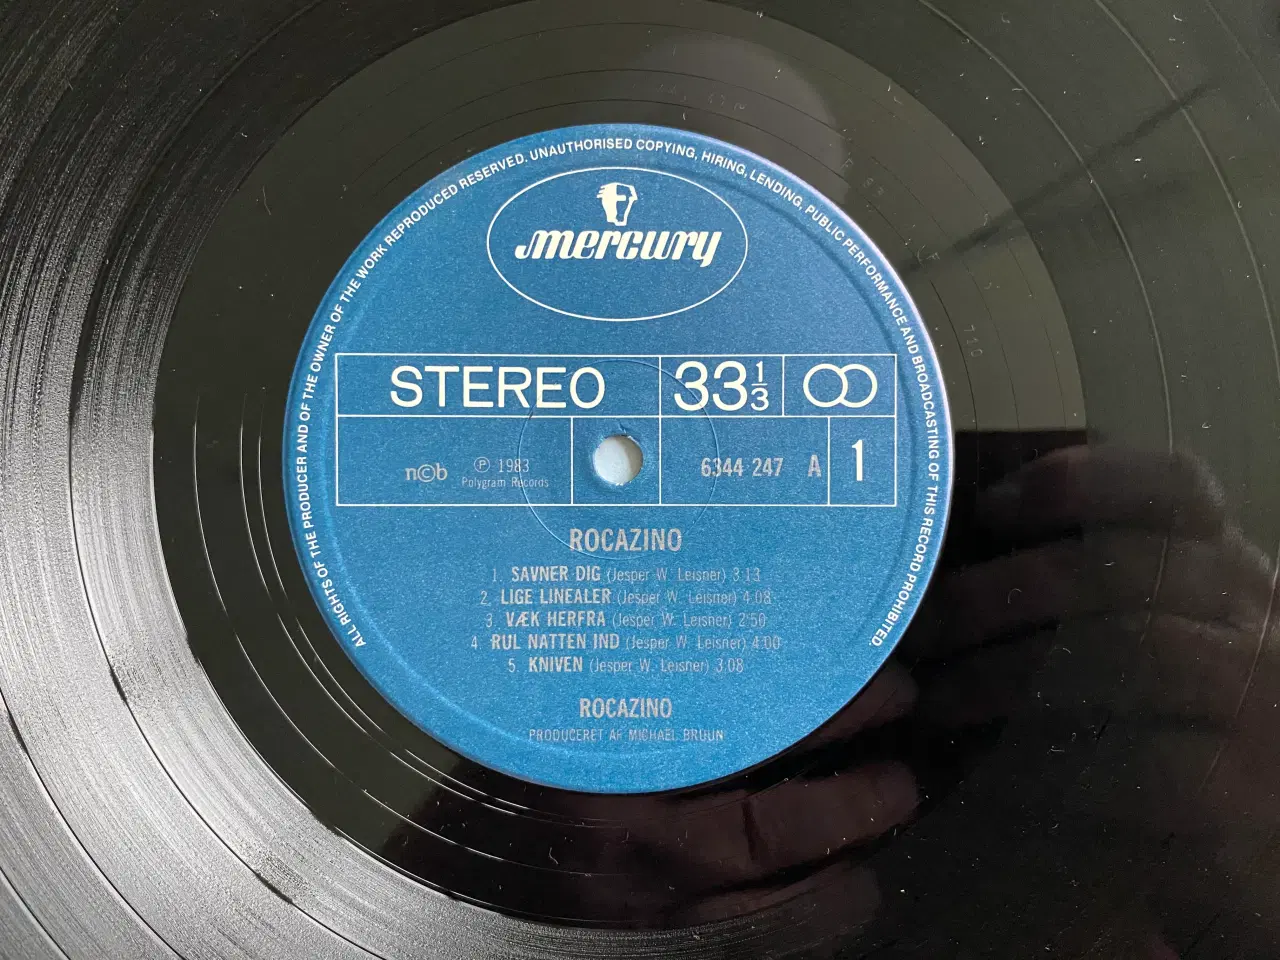 ALL RIGHTS OF THE PRODUCER AND OF THE OWNER OF THE WORK REPRODUCED RESERVED. UNAUTHORISED COPYING, HIRING, LENDING, PUBLIC PERFORMANCE AND BROADCASTING OF THIS RECORD PROHIBITED.
mercury
STEREO 33 1/3
n©b ℗ 1983 6344 247 A 1
Polygram Records
ROCAZINO
1. SAVNER DIG (Jesper W. Leisner) 3:13
2. LIGE LINEALER (Jesper W. Leisner) 4:08
3. VÆK HERFRA (Jesper W. Leisner) 2:50
4. RUL NATTEN IND (Jesper W. Leisner) 4:00
5. KNIVEN (Jesper W. Leisner) 3:08
ROCAZINO
PRODUCERET AF MICHAEL BRUUN
710